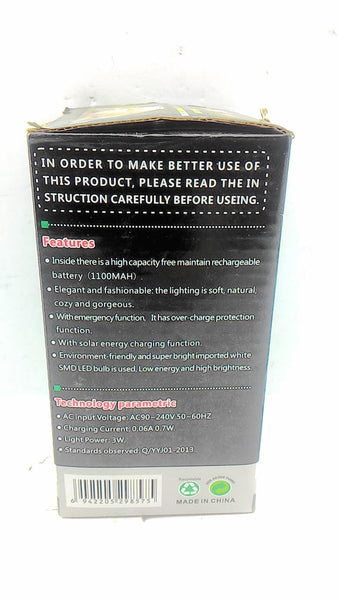 IN ORDER TO MAKE BETTER USE OF
THIS PRODUCT, PLEASE READ THE IN
STRUCTION CAREFULLY BEFORE USEING.
Features
• Inside there is a high capacity free maintain rechargeable
battery (1100MAH).
• Elegant and fashionable: the lighting is soft, natural,
cozy and gorgeous.
• With emergency function, It has over-charge protection
function.
• With solar energy charging function.
• Environment-friendly and super bright imported white
SMD LED bulb is used, Low energy and high brightness.
Technology parametric
• AC Input Voltage: AC90~240V 50~60HZ.
• Charging Current: 0.06A 0.7W
• Light Power: 3W.
• Standards observed: Q/YYJ01-2013.
6 942205 298575
MADE IN CHINA